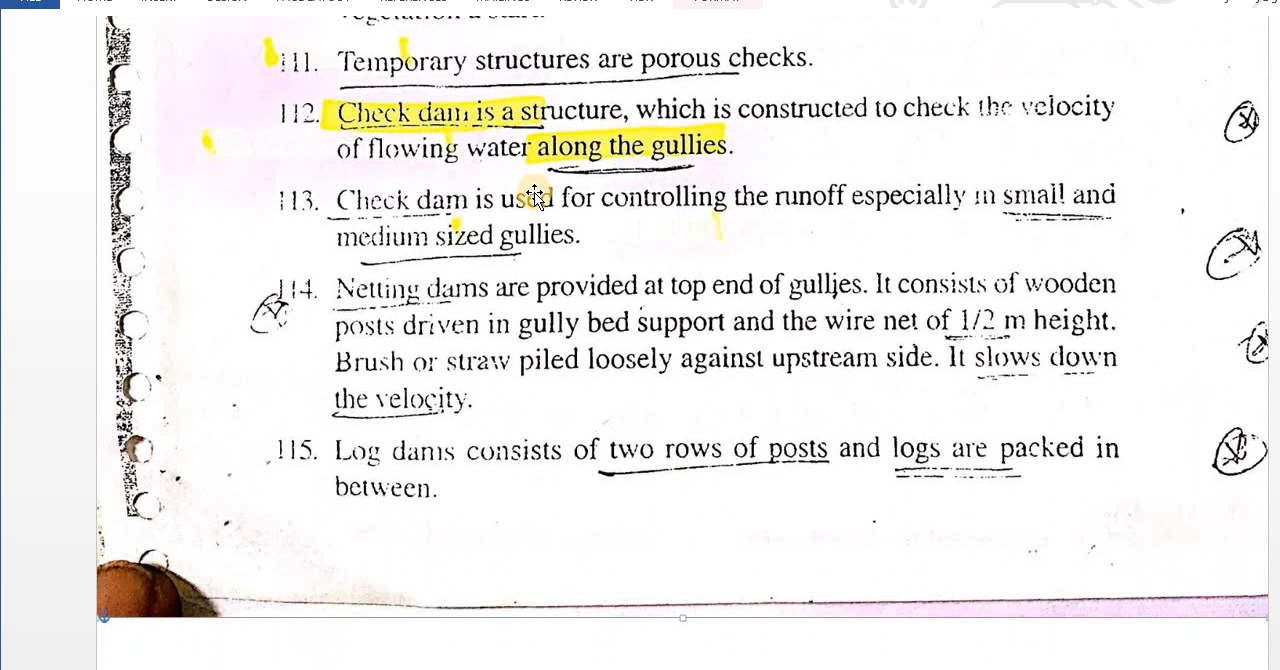 111. Temporary structures are porous checks.
112. Check dam is a structure, which is constructed to check the velocity
of flowing water along the gullies.
113. Check dam is used for controlling the runoff especially in small and
medium sized gullies.
114. Netting dams are provided at top end of gullies. It consists of wooden
posts driven in gully bed support and the wire net of 1/2 m height.
Brush or straw piled loosely against upstream side. It slows down
the velocity.
115. Log dams consists of two rows of posts and logs are packed in
between.